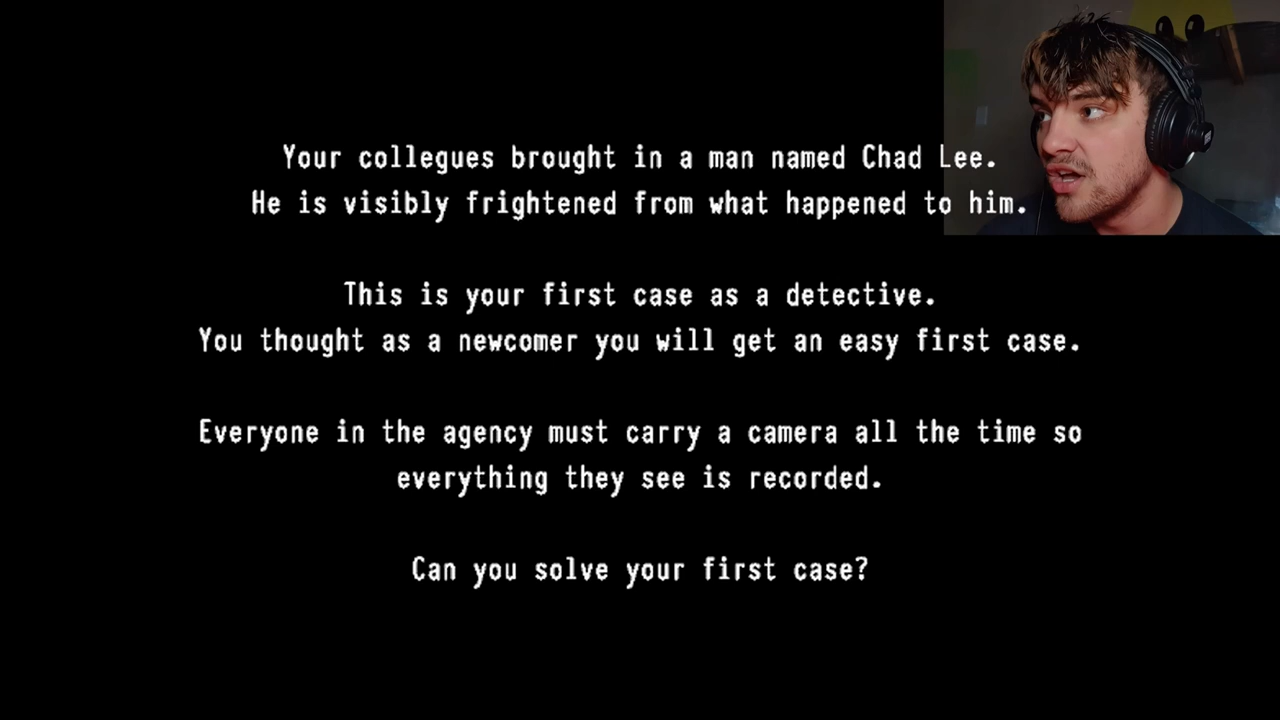 Your collegues brought in a man named Chad Lee.
He is visibly frightened from what happened to him.
This is your first case as a detective.
You thought as a newcomer you will get an easy first case.
Everyone in the agency must carry a camera all the time so
everything they see is recorded.
Can you solve your first case?